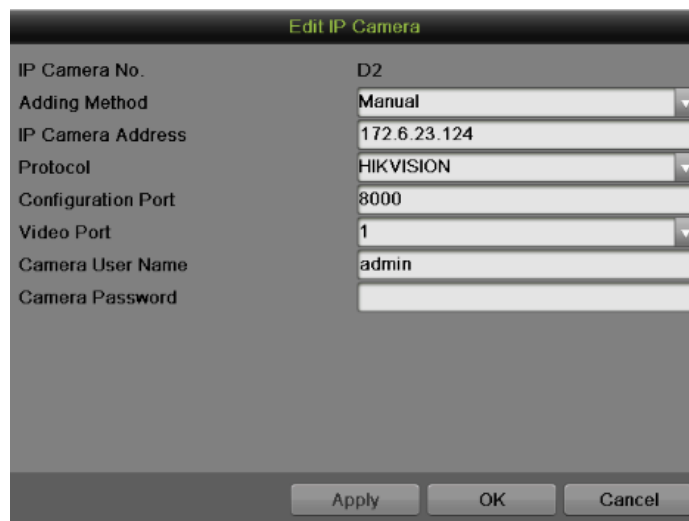 Edit IP Camera
IP Camera No. D2
Adding Method Manual
IP Camera Address 172.6.23.124
Protocol HIKVISION
Configuration Port 8000
Video Port 1
Camera User Name admin
Camera Password
Apply OK Cancel